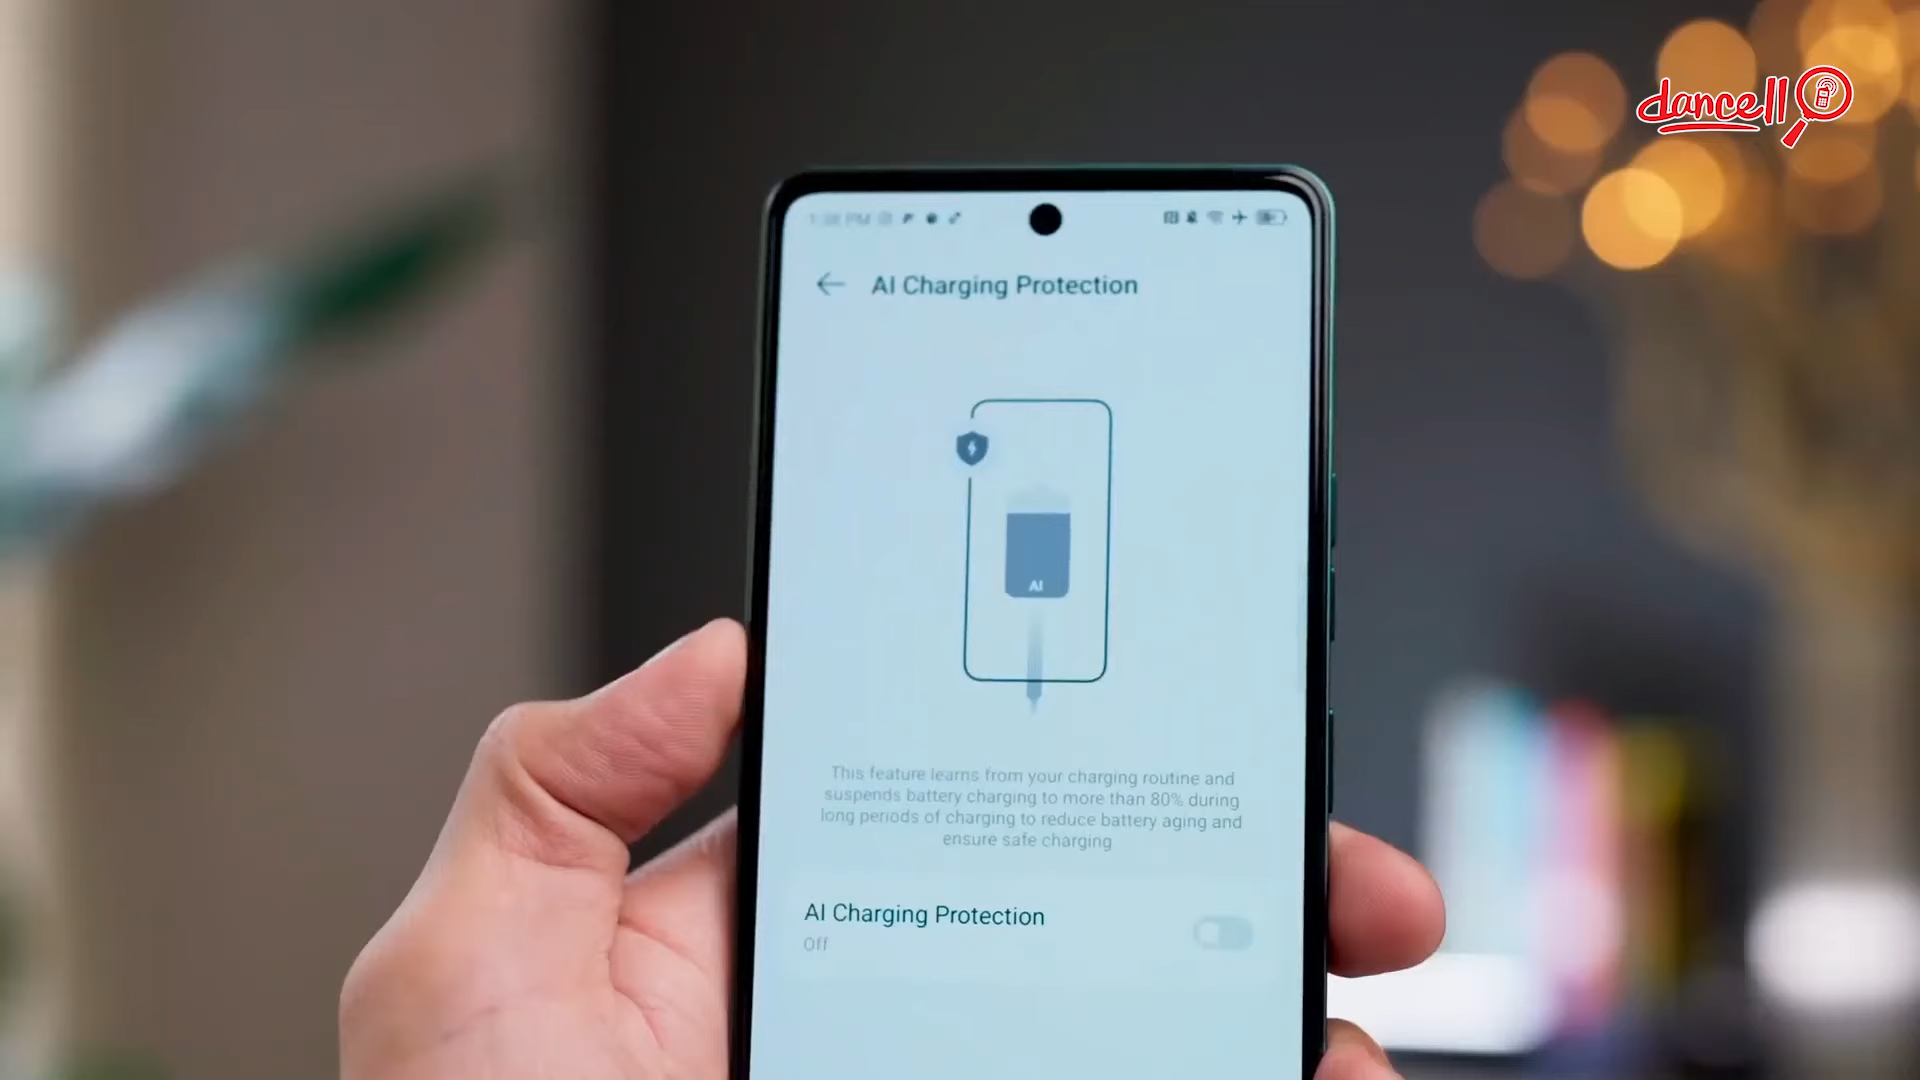 dancell
AI Charging Protection
AI
This feature learns from your charging routine and
suspends battery charging to more than 80% during
long periods of charging to reduce battery aging and
ensure safe charging
AI Charging Protection
Off